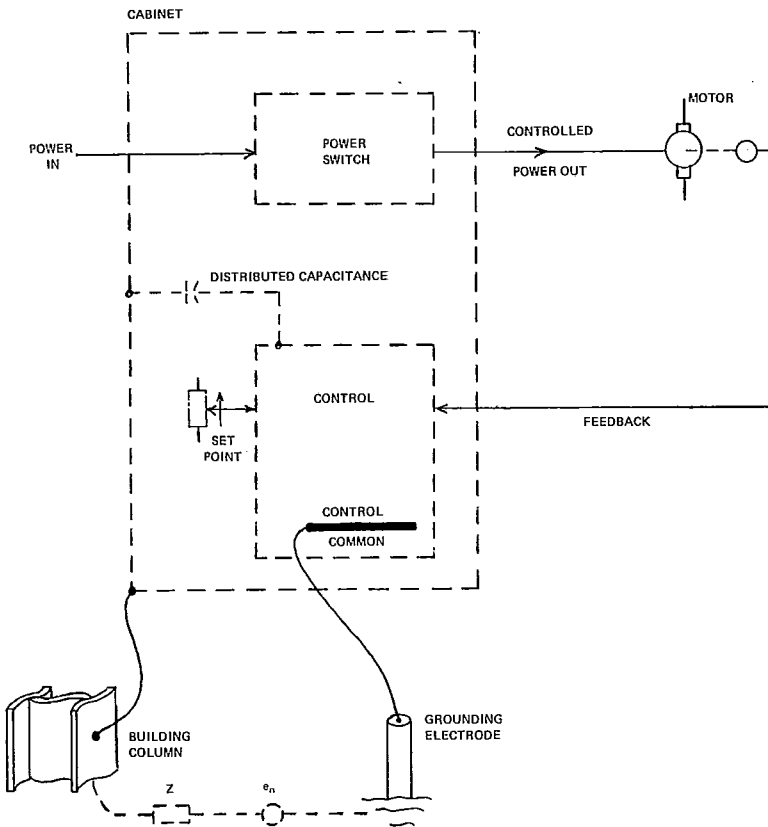 CABINET
MOTOR
POWER
IN
POWER
SWITCH
CONTROLLED
POWER OUT
DISTRIBUTED CAPACITANCE
CONTROL
SET
POINT
FEEDBACK
CONTROL
COMMON
GROUNDING
ELECTRODE
BUILDING
COLUMN
Z
en